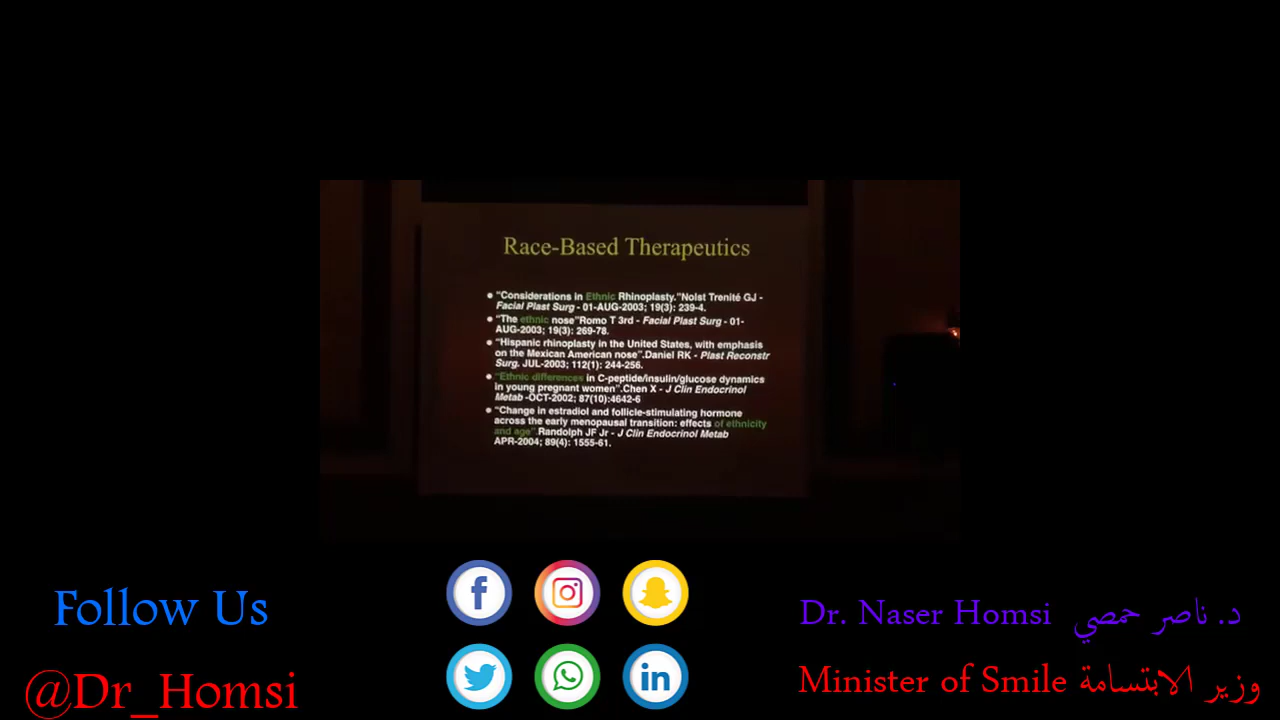 Race-Based Therapeutics
• "Considerations in Ethnic Rhinoplasty."Nolst Trenité GJ -
Facial Plast Surg - 01-AUG-2003; 19(3): 239-4.
• "The ethnic nose"Romo T 3rd - Facial Plast Surg - 01-
AUG-2003; 19(3): 269-78.
• "Hispanic rhinoplasty in the United States, with emphasis
on the Mexican American nose".Daniel RK - Plast Reconstr
Surg. JUL-2003; 112(1): 244-256.
• "Ethnic differences in C-peptide/insulin/glucose dynamics
in young pregnant women".Chen X - J Clin Endocrinol
Metab -OCT-2002; 87(10):4642-6
• "Change in estradiol and follicle-stimulating hormone
across the early menopausal transition: effects of ethnicity
and age".Randolph JF Jr - J Clin Endocrinol Metab
APR-2004; 89(4): 1555-61.
Follow Us
@Dr_Homsi
Dr. Naser Homsi د. ناصر حمصي
Minister of Smile وزير الابتسامة